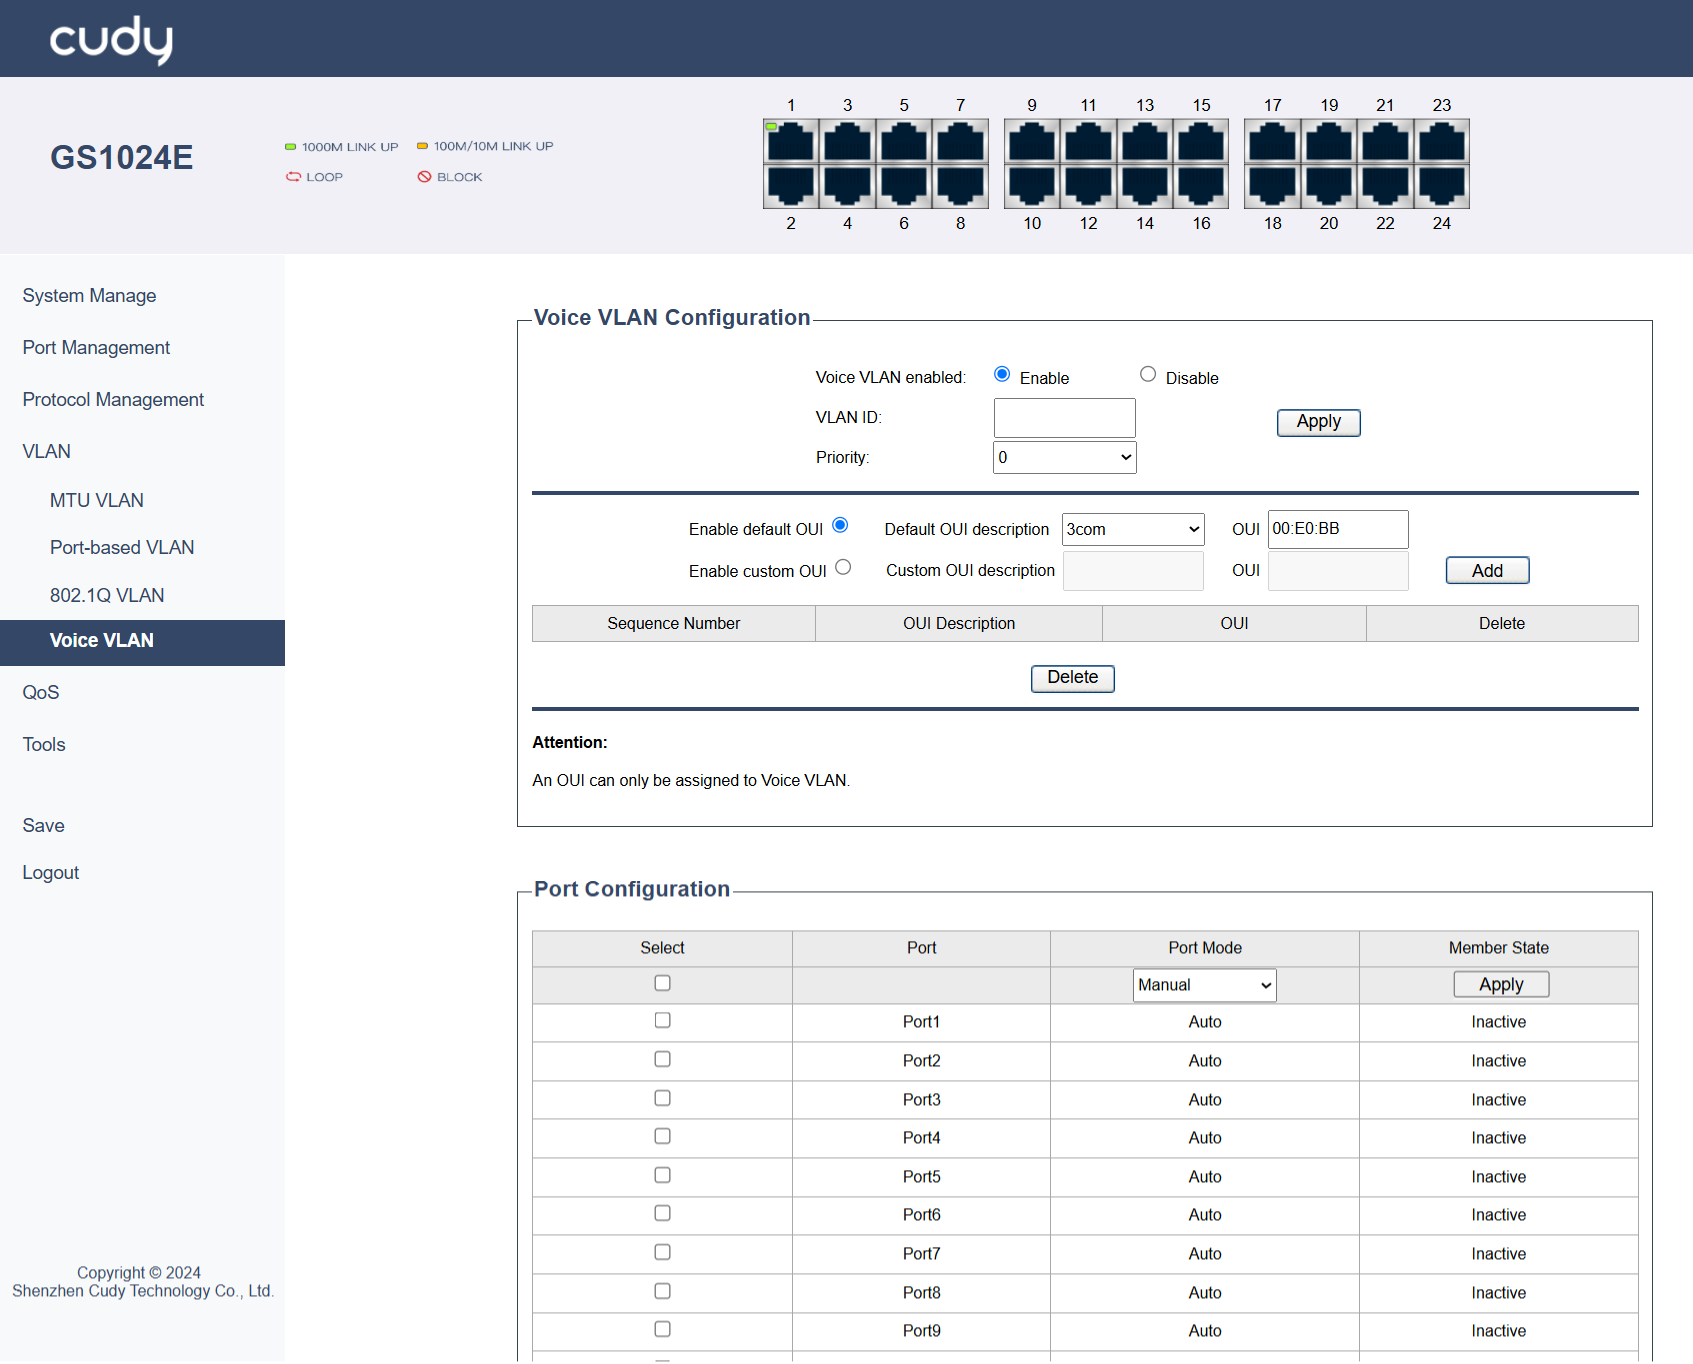 cudy
GS1024E
1000M LINK UP 100M/10M LINK UP
LOOP BLOCK
1 3 5 7 9 11 13 15 17 19 21 23
2 4 6 8 10 12 14 16 18 20 22 24
System Manage
Port Management
Protocol Management
VLAN
MTU VLAN
Port-based VLAN
802.1Q VLAN
Voice VLAN
QoS
Tools
Save
Logout
Copyright © 2024
Shenzhen Cudy Technology Co., Ltd.
Voice VLAN Configuration
Voice VLAN enabled: Enable Disable
VLAN ID:
Apply
Priority: 0
Enable default OUI Default OUI description 3com OUI 00:E0:BB
Enable custom OUI Custom OUI description OUI Add
Sequence Number OUI Description OUI Delete
Delete
Attention:
An OUI can only be assigned to Voice VLAN.
Port Configuration
Select Port Port Mode Member State
Manual Apply
Port1 Auto Inactive
Port2 Auto Inactive
Port3 Auto Inactive
Port4 Auto Inactive
Port5 Auto Inactive
Port6 Auto Inactive
Port7 Auto Inactive
Port8 Auto Inactive
Port9 Auto Inactive